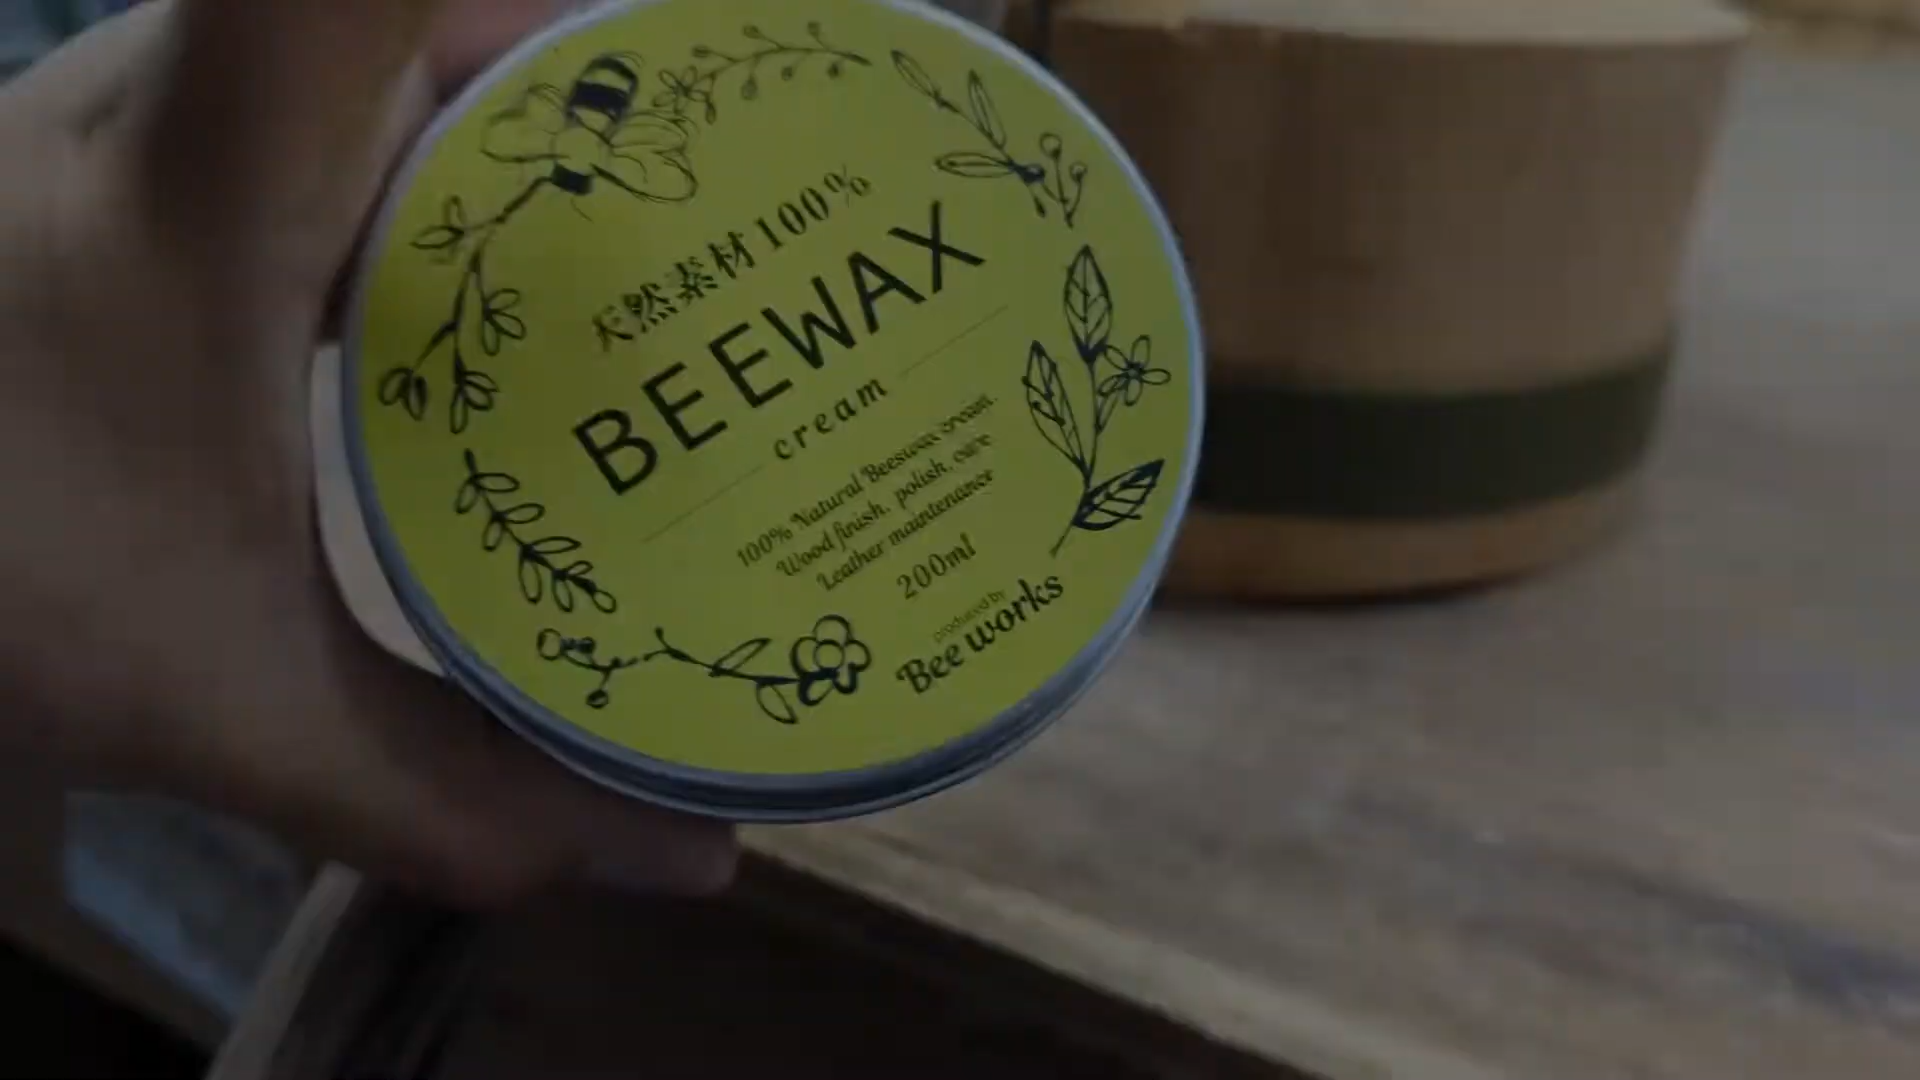 天然素材100%
BEEWAX
cream
100% Natural Beeswax cream.
Wood finish, polish, care
Leather maintenance
200ml
produced by
Bee works